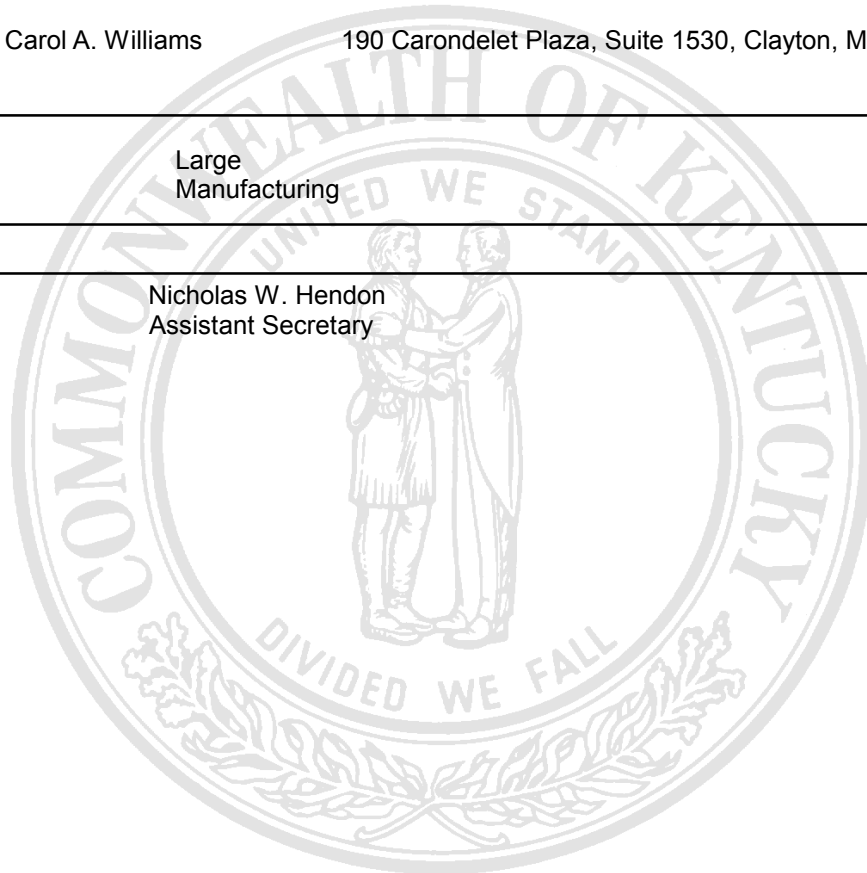 Carol A. Williams 190 Carondelet Plaza, Suite 1530, Clayton, M
COMMONWEALTH OF KENTUCKY
UNITED WE STAND
Large
Manufacturing
Nicholas W. Hendon
Assistant Secretary
DIVIDED WE FALL